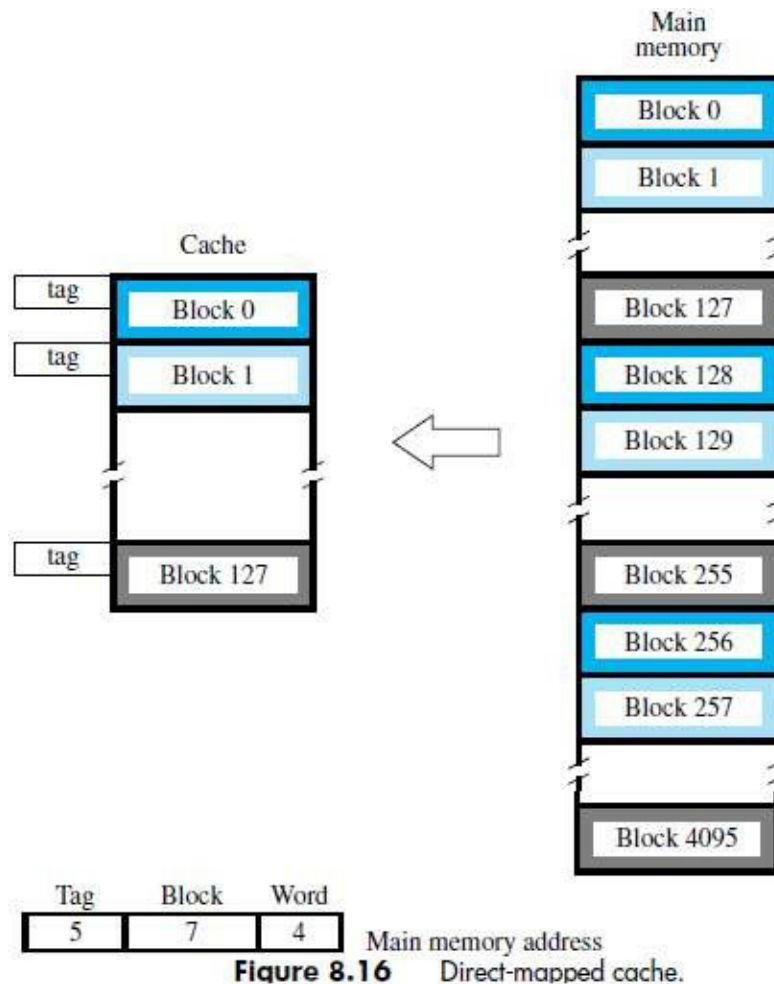 Main
memory
Block 0
Block 1
Block 127
Block 128
Block 129
Block 255
Block 256
Block 257
Block 4095
Cache
tag
Block 0
tag
Block 1
tag
Block 127
Tag Block Word
5 7 4
Main memory address
Figure 8.16 Direct-mapped cache.